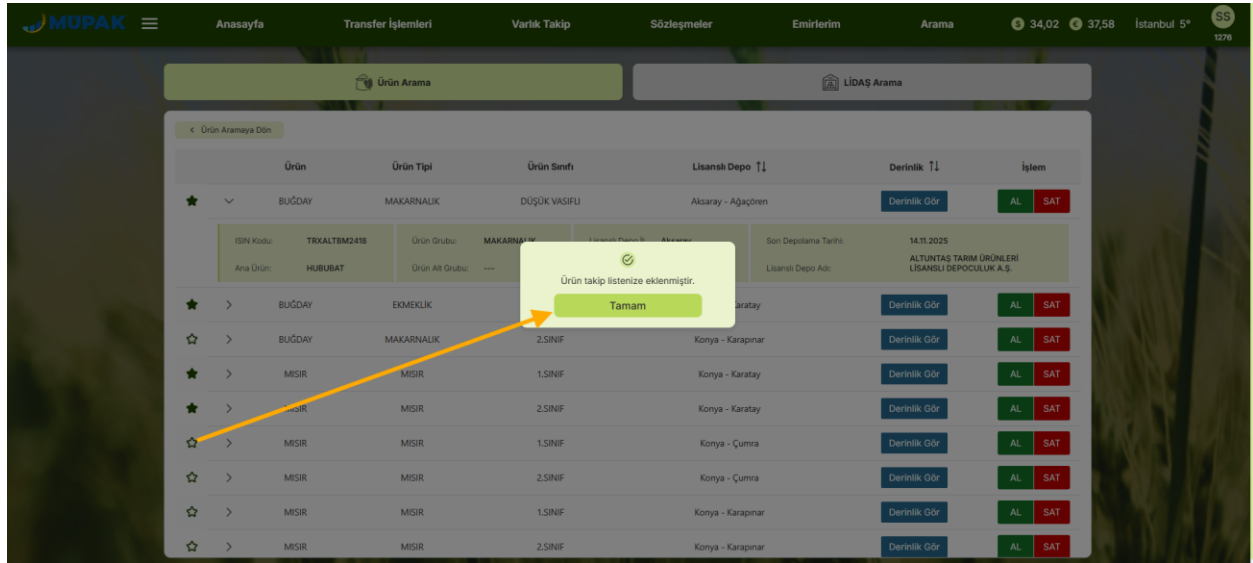 MUPAK Anasayfa Transfer İşlemleri Varlık Takip Sözleşmeler Emirlerim Arama $ 34,02 € 37,58 İstanbul 5° SS
1276
Ürün Arama LİDAŞ Arama
< Ürün Aramaya Dön
Ürün Ürün Tipi Ürün Sınıfı Lisanslı Depo ↑↓ Derinlik ↑↓ İşlem
BUĞDAY MAKARNALIK DÜŞÜK VASIFLI Aksaray - Ağaçören Derinlik Gör AL SAT
ISIN Kodu: TRXALTBM2418 Ürün Grubu: MAKARNALIK Lisanslı Depo İl Aksaray Son Depolama Tarihi: 14.11.2025
Ana Ürün: HUBUBAT Ürün Alt Grubu: --- Lisanslı Depo Adı: ALTUNTAŞ TARIM ÜRÜNLERİ
LİSANSLI DEPOCULUK A.Ş.
Ürün takip listenize eklenmiştir.
Tamam
BUĞDAY EKMEKLİK Karatay Derinlik Gör AL SAT
BUĞDAY MAKARNALIK 2.SINIF Konya - Karapınar Derinlik Gör AL SAT
MISIR MISIR 1.SINIF Konya - Karatay Derinlik Gör AL SAT
MISIR MISIR 2.SINIF Konya - Karatay Derinlik Gör AL SAT
MISIR MISIR 1.SINIF Konya - Çumra Derinlik Gör AL SAT
MISIR MISIR 2.SINIF Konya - Çumra Derinlik Gör AL SAT
MISIR MISIR 1.SINIF Konya - Karapınar Derinlik Gör AL SAT
MISIR MISIR 2.SINIF Konya - Karapınar Derinlik Gör AL SAT